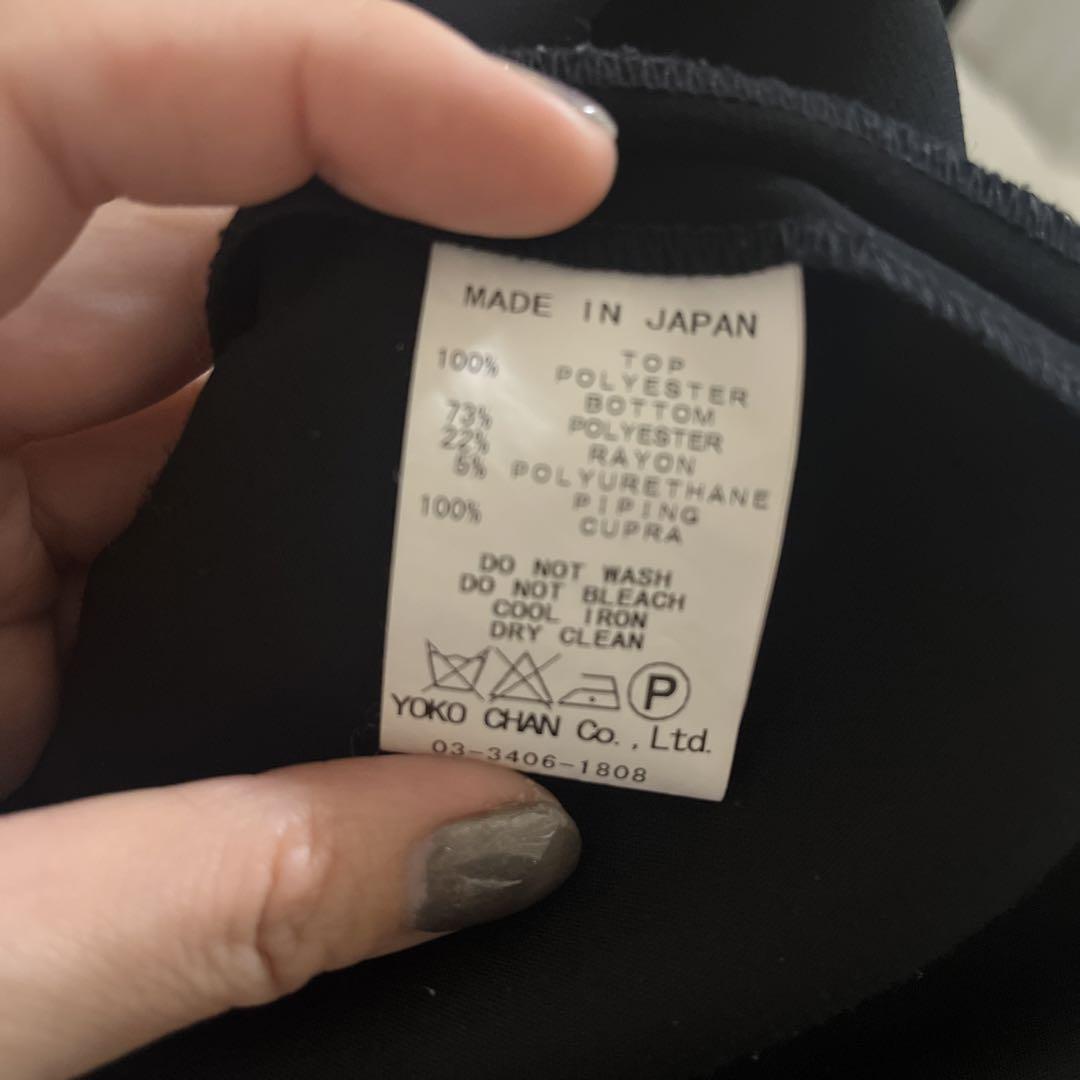 MADE IN JAPAN
TOP
100% POLYESTER
BOTTOM
73% POLYESTER
22% RAYON
5% POLYURETHANE
PIPING
100% CUPRA
DO NOT WASH
DO NOT BLEACH
COOL IRON
DRY CLEAN
P
YOKO CHAN Co.,Ltd.
03-3406-1808